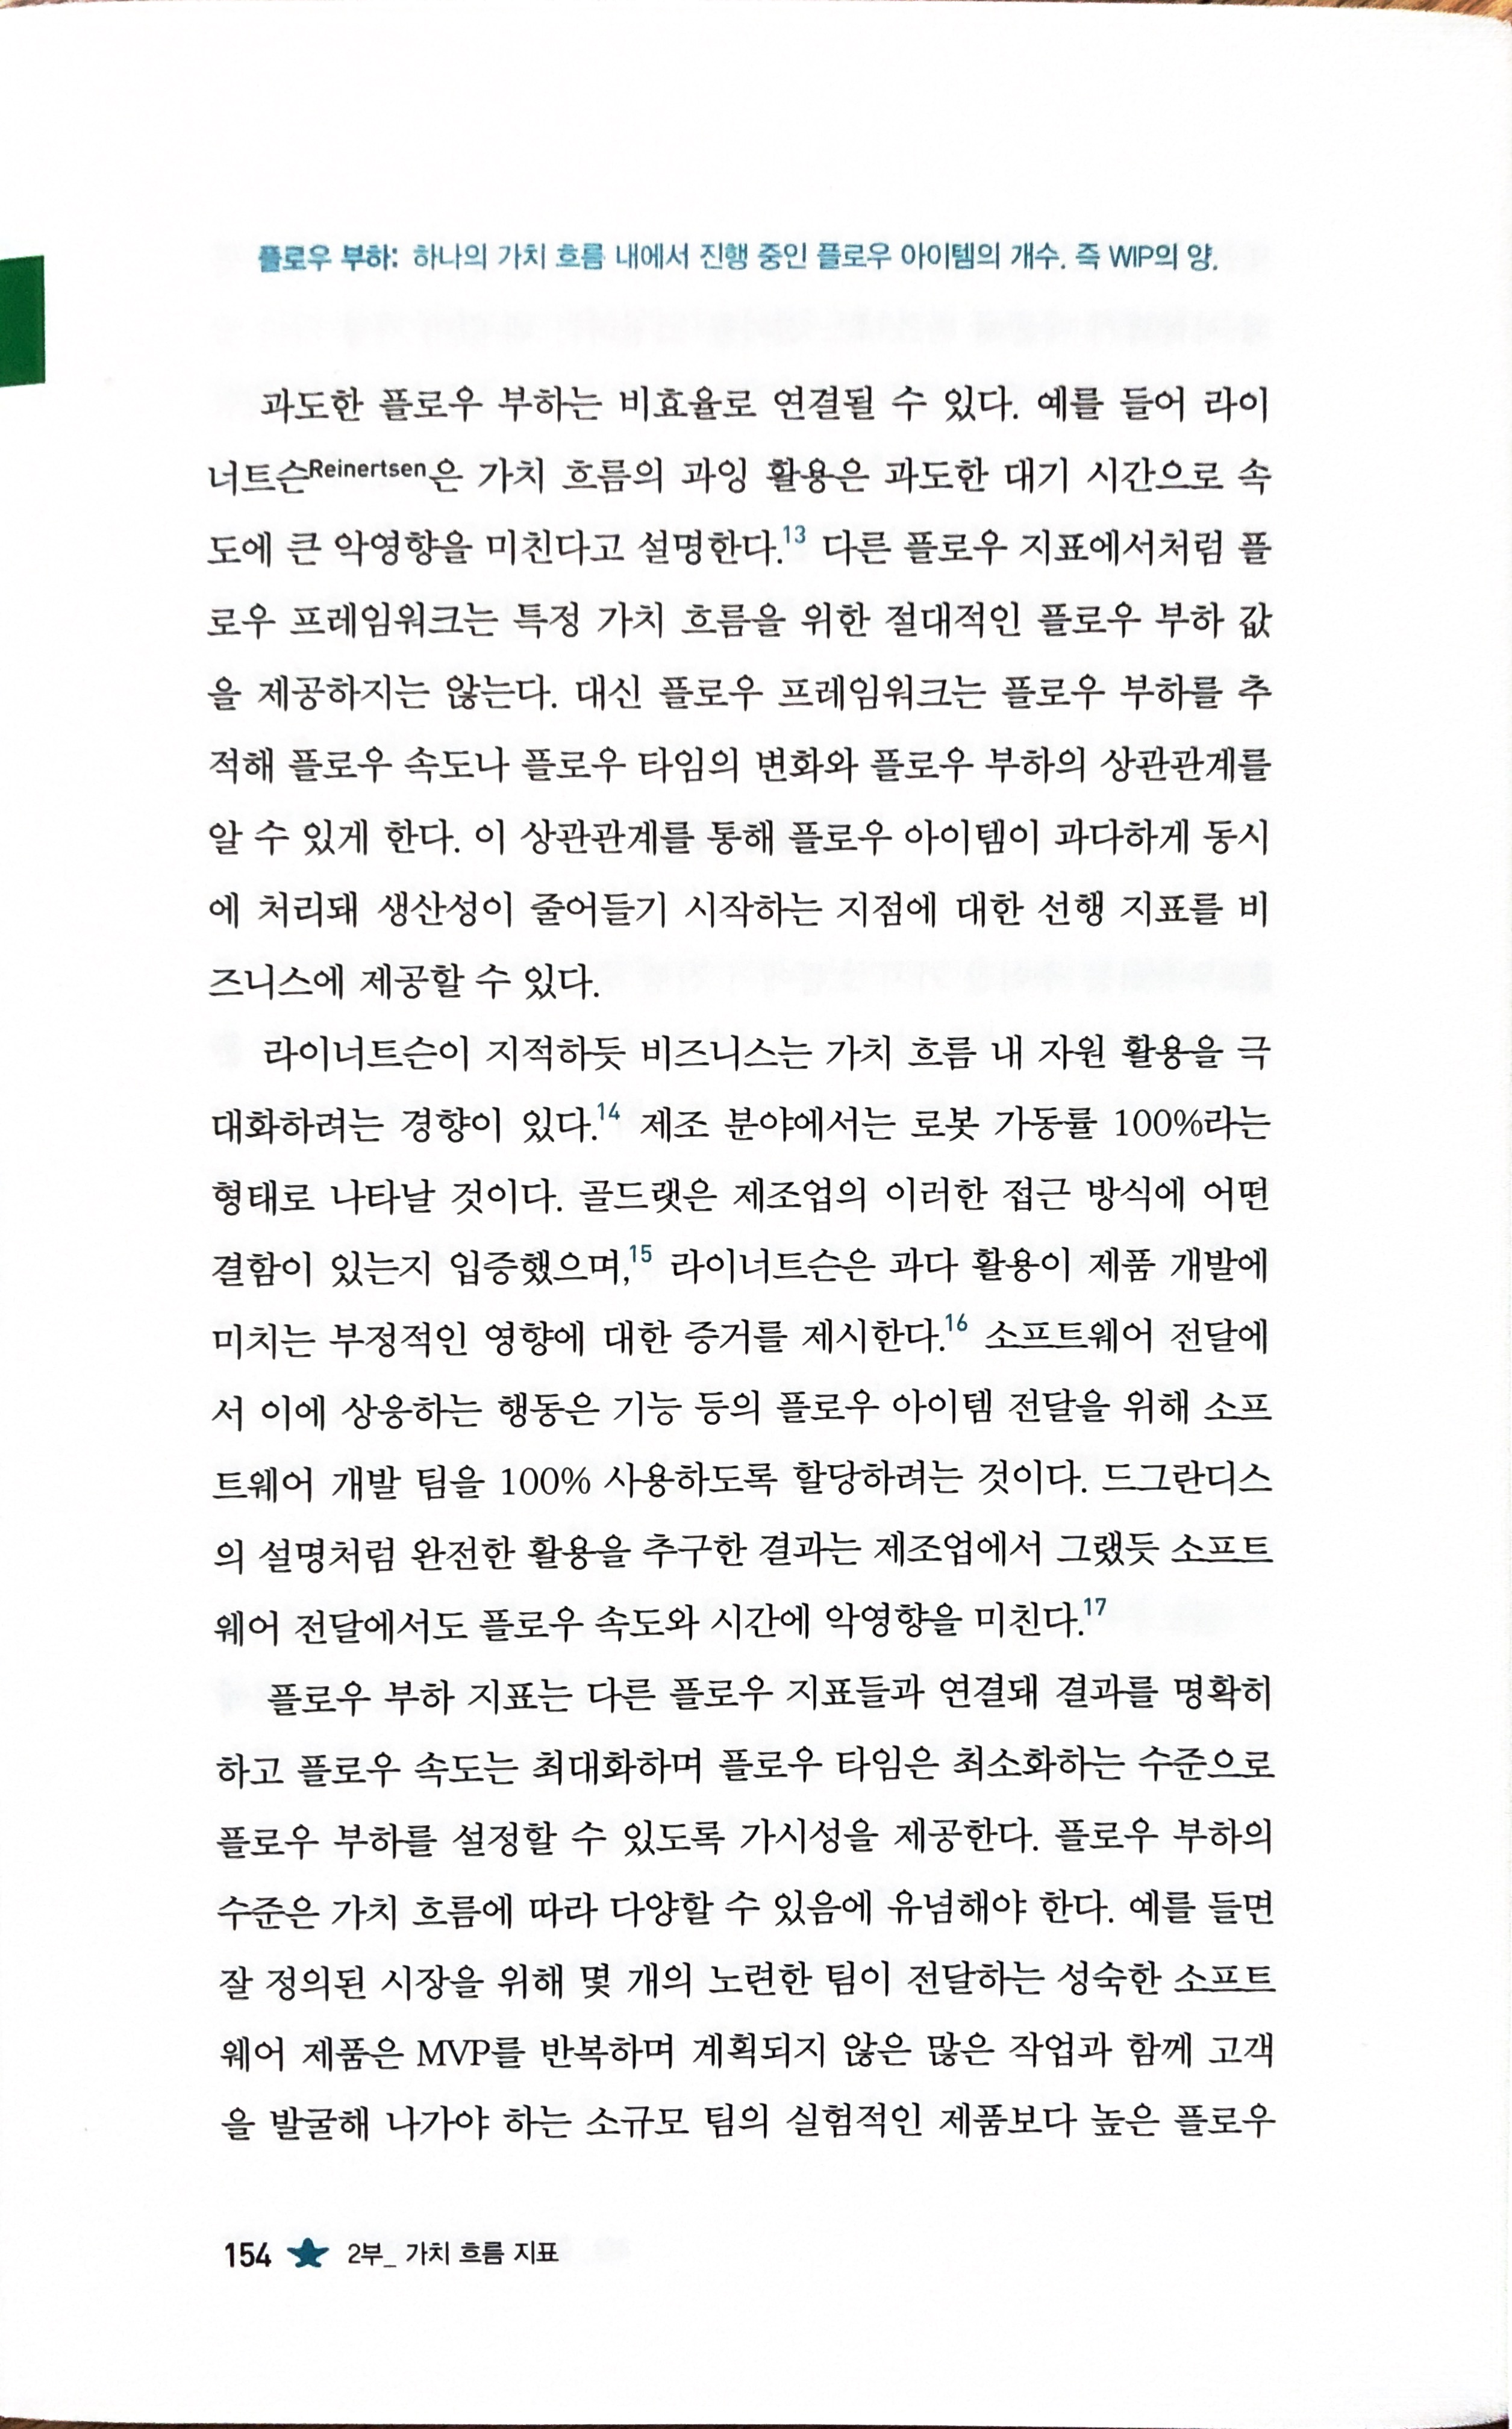 플로우 부하: 하나의 가치 흐름 내에서 진행 중인 플로우 아이템의 개수. 즉 WIP의 양.
과도한 플로우 부하는 비효율로 연결될 수 있다. 예를 들어 라이
너트슨Reinertsen은 가치 흐름의 과잉 활용은 과도한 대기 시간으로 속
도에 큰 악영향을 미친다고 설명한다.13 다른 플로우 지표에서처럼 플
로우 프레임워크는 특정 가치 흐름을 위한 절대적인 플로우 부하 값
을 제공하지는 않는다. 대신 플로우 프레임워크는 플로우 부하를 추
적해 플로우 속도나 플로우 타임의 변화와 플로우 부하의 상관관계를
알 수 있게 한다. 이 상관관계를 통해 플로우 아이템이 과다하게 동시
에 처리돼 생산성이 줄어들기 시작하는 지점에 대한 선행 지표를 비
즈니스에 제공할 수 있다.
라이너트슨이 지적하듯 비즈니스는 가치 흐름 내 자원 활용을 극
대화하려는 경향이 있다.14 제조 분야에서는 로봇 가동률 100%라는
형태로 나타날 것이다. 골드랫은 제조업의 이러한 접근 방식에 어떤
결함이 있는지 입증했으며,15 라이너트슨은 과다 활용이 제품 개발에
미치는 부정적인 영향에 대한 증거를 제시한다.16 소프트웨어 전달에
서 이에 상응하는 행동은 기능 등의 플로우 아이템 전달을 위해 소프
트웨어 개발 팀을 100% 사용하도록 할당하려는 것이다. 드그란디스
의 설명처럼 완전한 활용을 추구한 결과는 제조업에서 그랬듯 소프트
웨어 전달에서도 플로우 속도와 시간에 악영향을 미친다.17
플로우 부하 지표는 다른 플로우 지표들과 연결돼 결과를 명확히
하고 플로우 속도는 최대화하며 플로우 타임은 최소화하는 수준으로
플로우 부하를 설정할 수 있도록 가시성을 제공한다. 플로우 부하의
수준은 가치 흐름에 따라 다양할 수 있음에 유념해야 한다. 예를 들면
잘 정의된 시장을 위해 몇 개의 노련한 팀이 전달하는 성숙한 소프트
웨어 제품은 MVP를 반복하며 계획되지 않은 많은 작업과 함께 고객
을 발굴해 나가야 하는 소규모 팀의 실험적인 제품보다 높은 플로우
154 ★ 2부_ 가치 흐름 지표